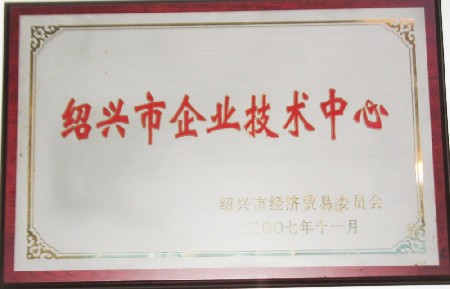 绍兴市企业技术中心
绍兴市经济贸易委员会
二〇〇七年十一月